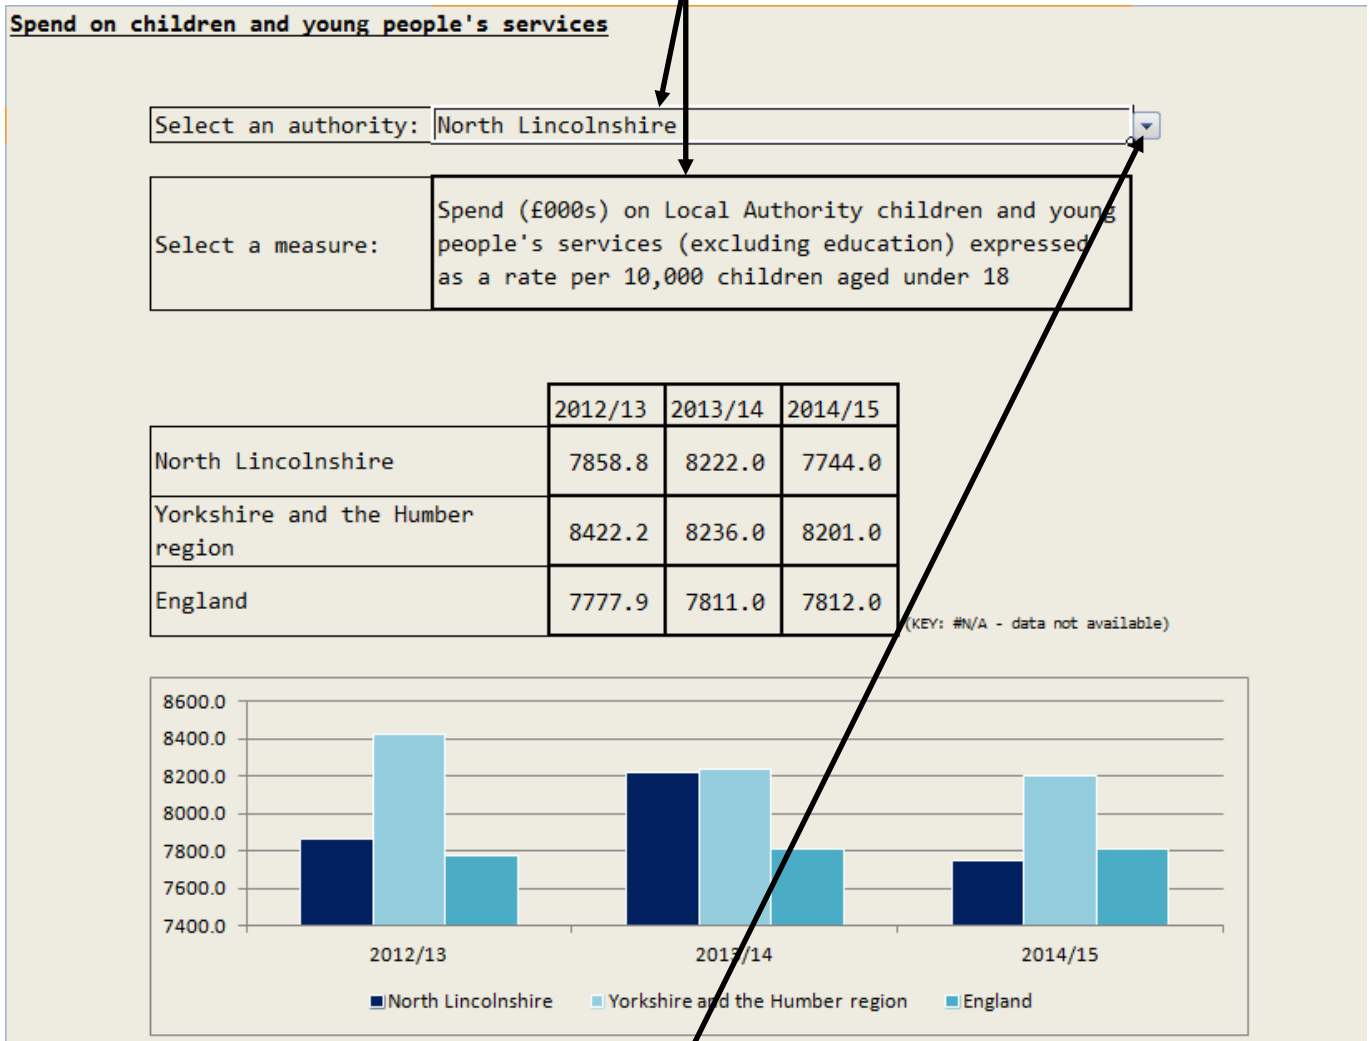 Spend on children and young people's services
Select an authority: North Lincolnshire
Select a measure:
Spend (£000s) on Local Authority children and young
people's services (excluding education) expressed
as a rate per 10,000 children aged under 18
2012/13 2013/14 2014/15
North Lincolnshire 7858.8 8222.0 7744.0
Yorkshire and the Humber
region
8422.2 8236.0 8201.0
England 7777.9 7811.0 7812.0
(KEY: #N/A - data not available)
8600.0
8400.0
8200.0
8000.0
7800.0
7600.0
7400.0
2012/13 2013/14 2014/15
North Lincolnshire Yorkshire and the Humber region England